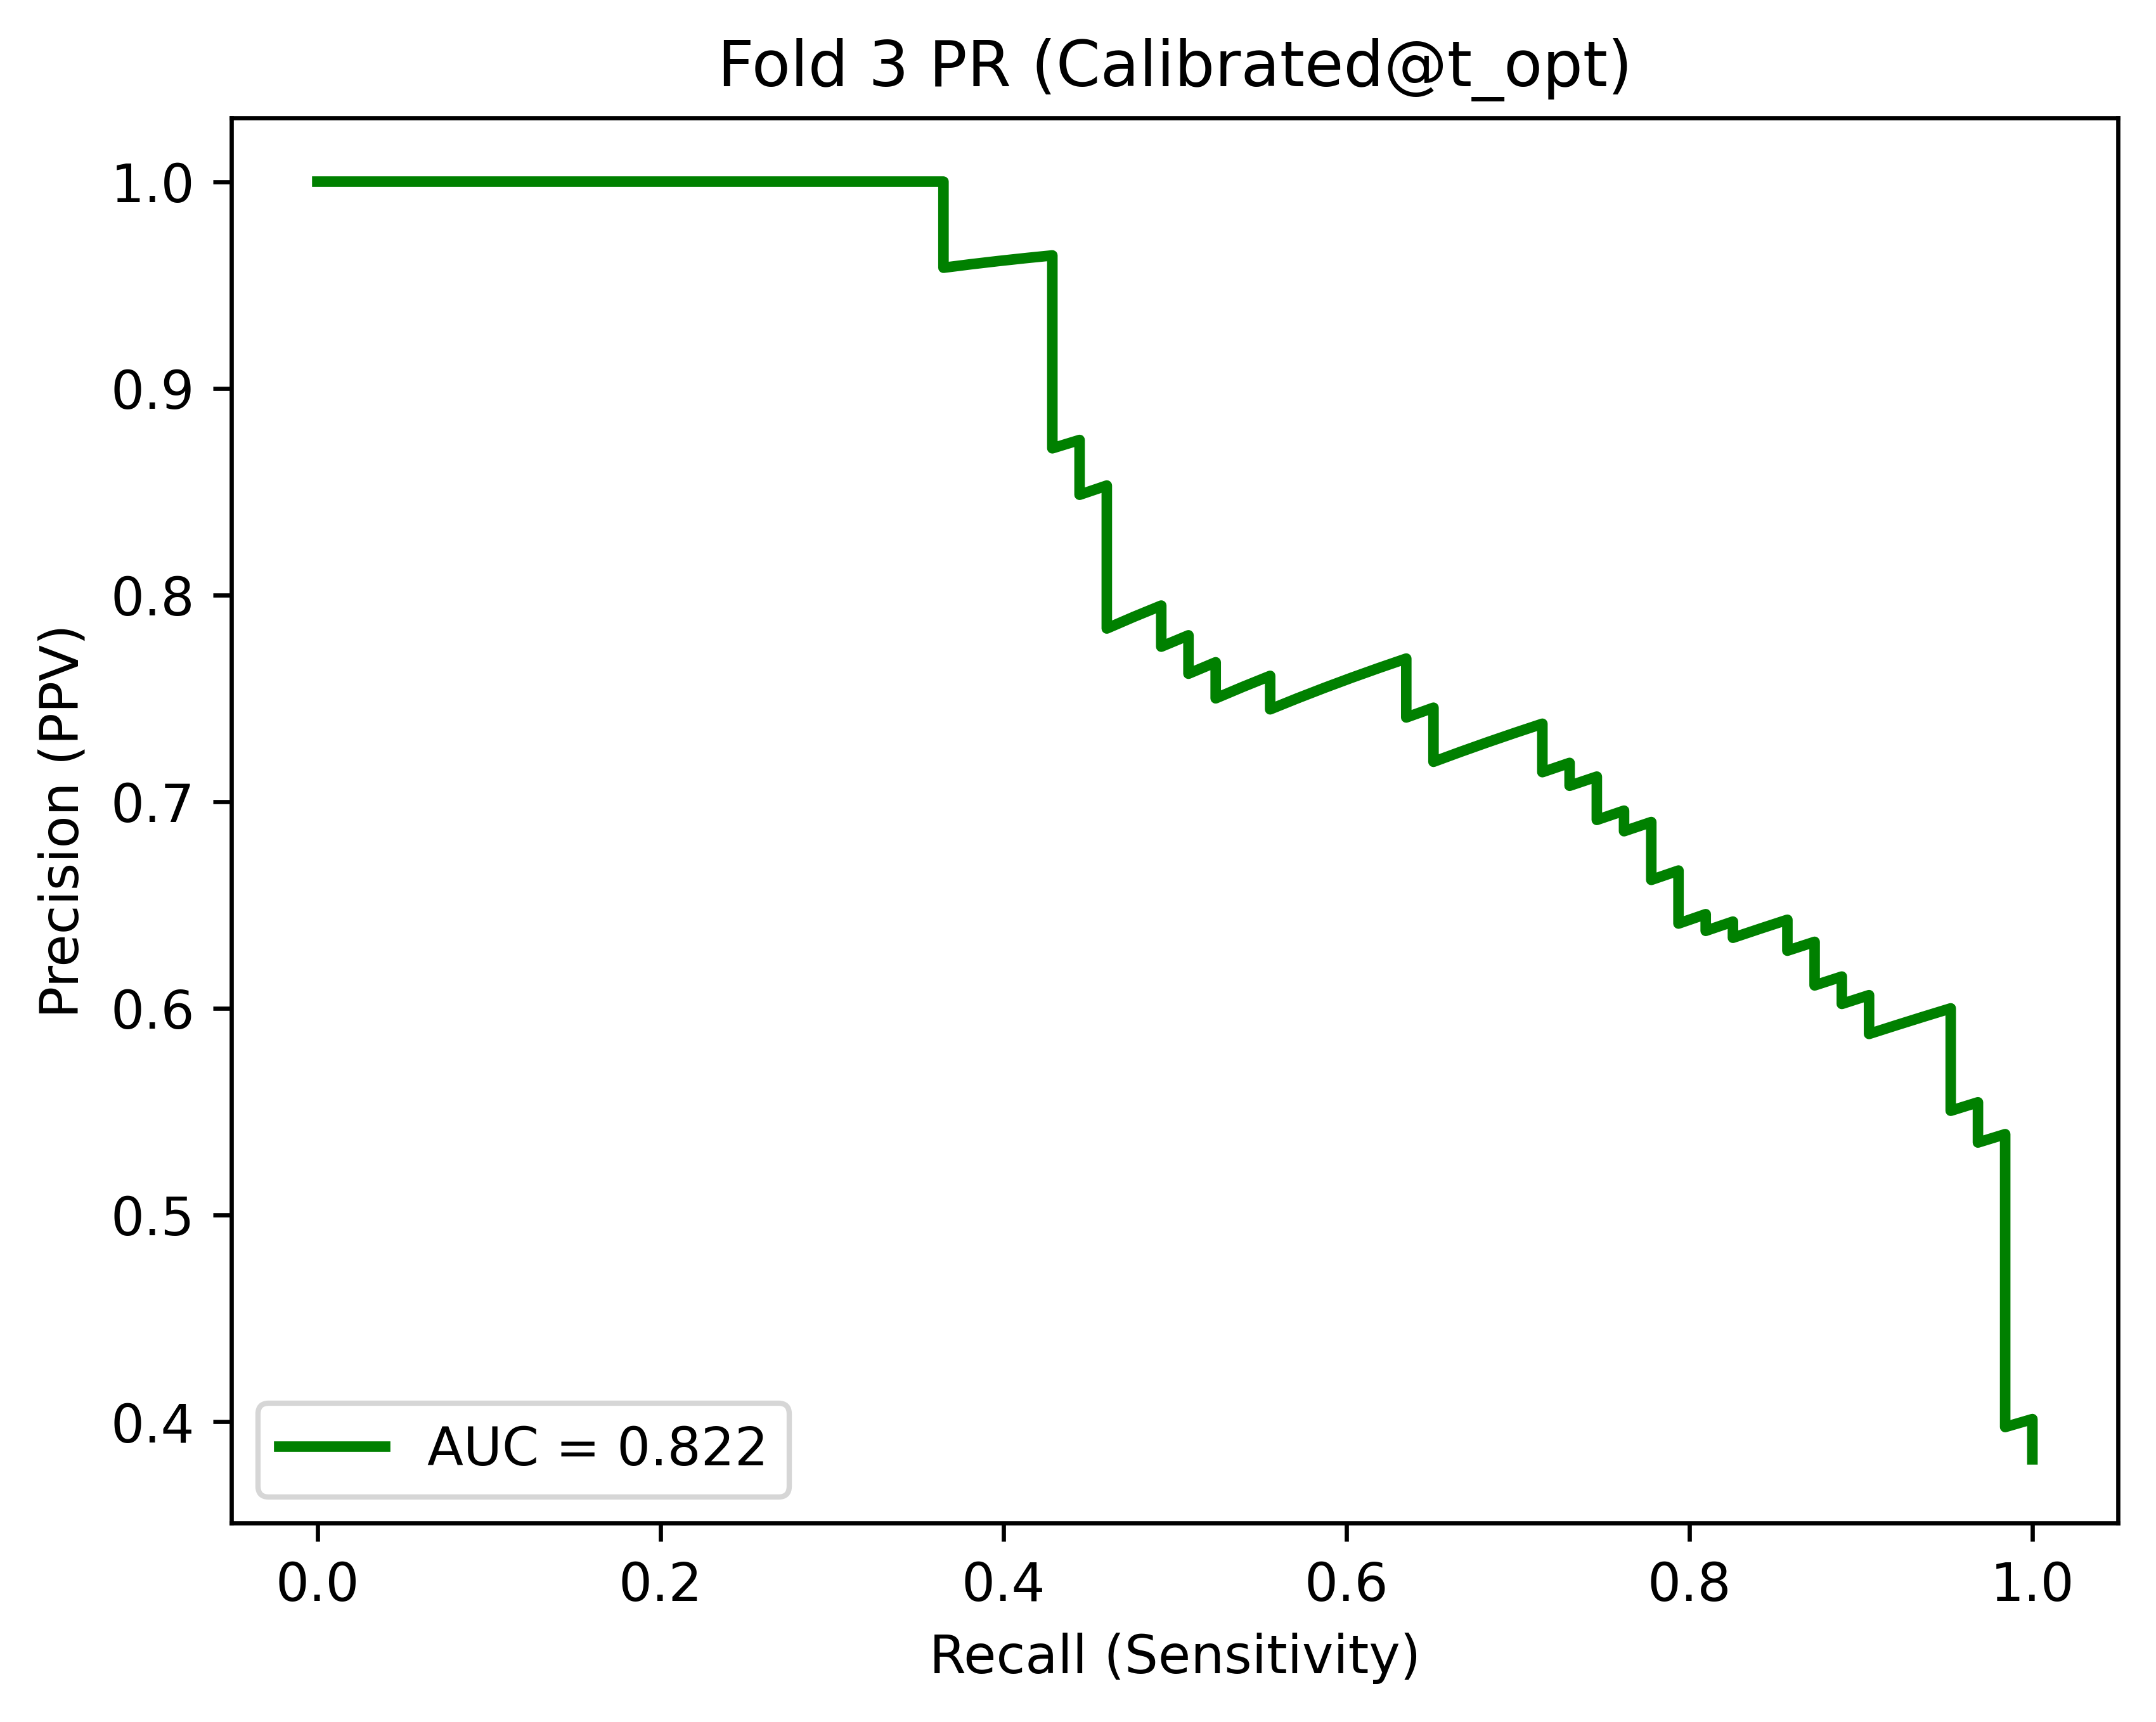 Fold 3 PR (Calibrated@t_opt)
1.0
0.9
0.8
0.7
0.6
0.5
0.4
Precision (PPV)
AUC = 0.822
0.0 0.2 0.4 0.6 0.8 1.0
Recall (Sensitivity)